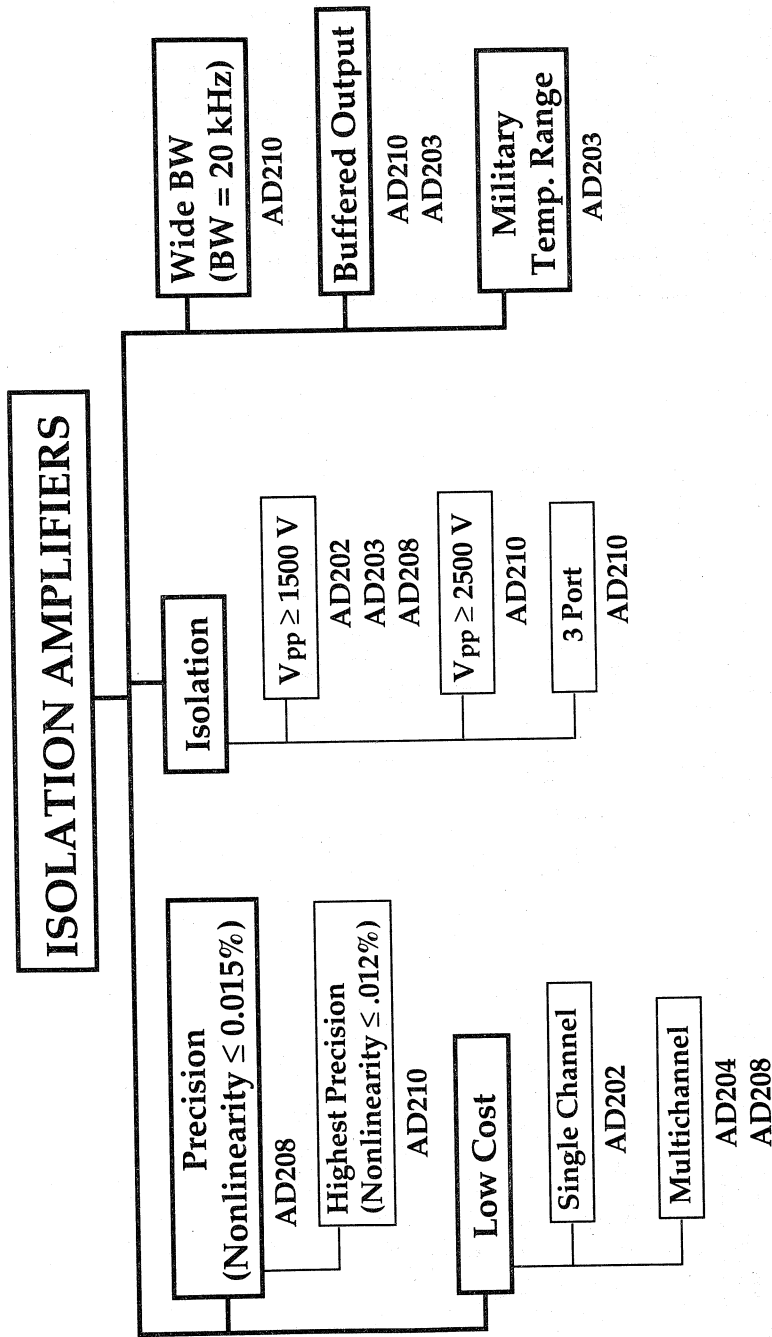 ISOLATION AMPLIFIERS
Precision
(Nonlinearity ≤ 0.015%)
AD208
Highest Precision
(Nonlinearity ≤ .012%)
AD210
Low Cost
Single Channel
AD202
Multichannel
AD204
AD208
Isolation
VPP ≥ 1500 V
AD202
AD203
AD208
VPP ≥ 2500 V
AD210
3 Port
AD210
Wide BW
(BW = 20 kHz)
AD210
Buffered Output
AD210
AD203
Military
Temp. Range
AD203